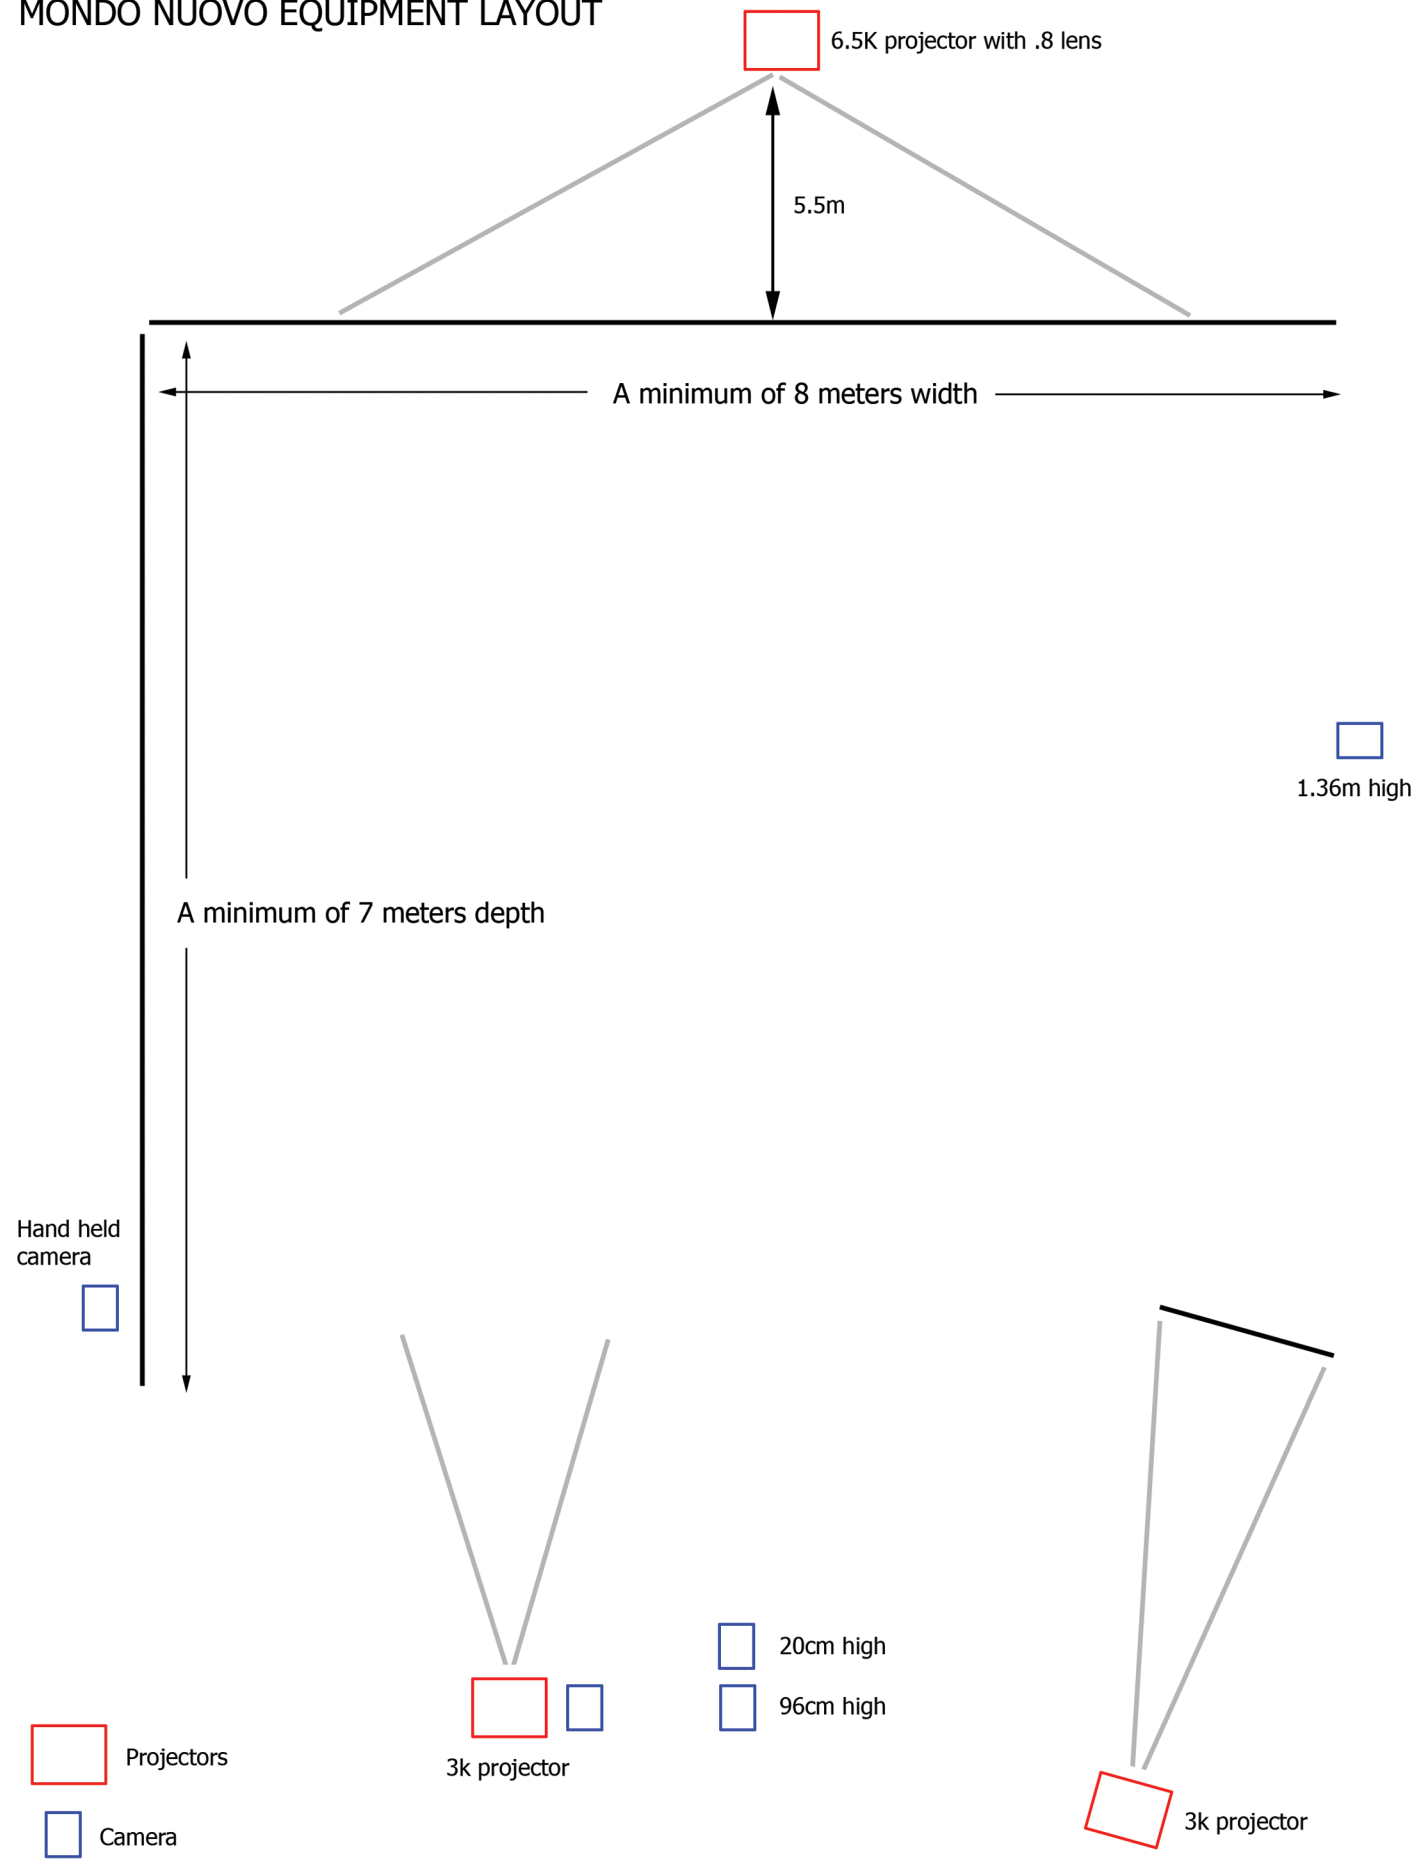 MONDO NUOVO EQUIPMENT LAYOUT
6.5K projector with .8 lens
5.5m
A minimum of 8 meters width
1.36m high
A minimum of 7 meters depth
Hand held
camera
20cm high
96cm high
Projectors
3k projector
3k projector
Camera